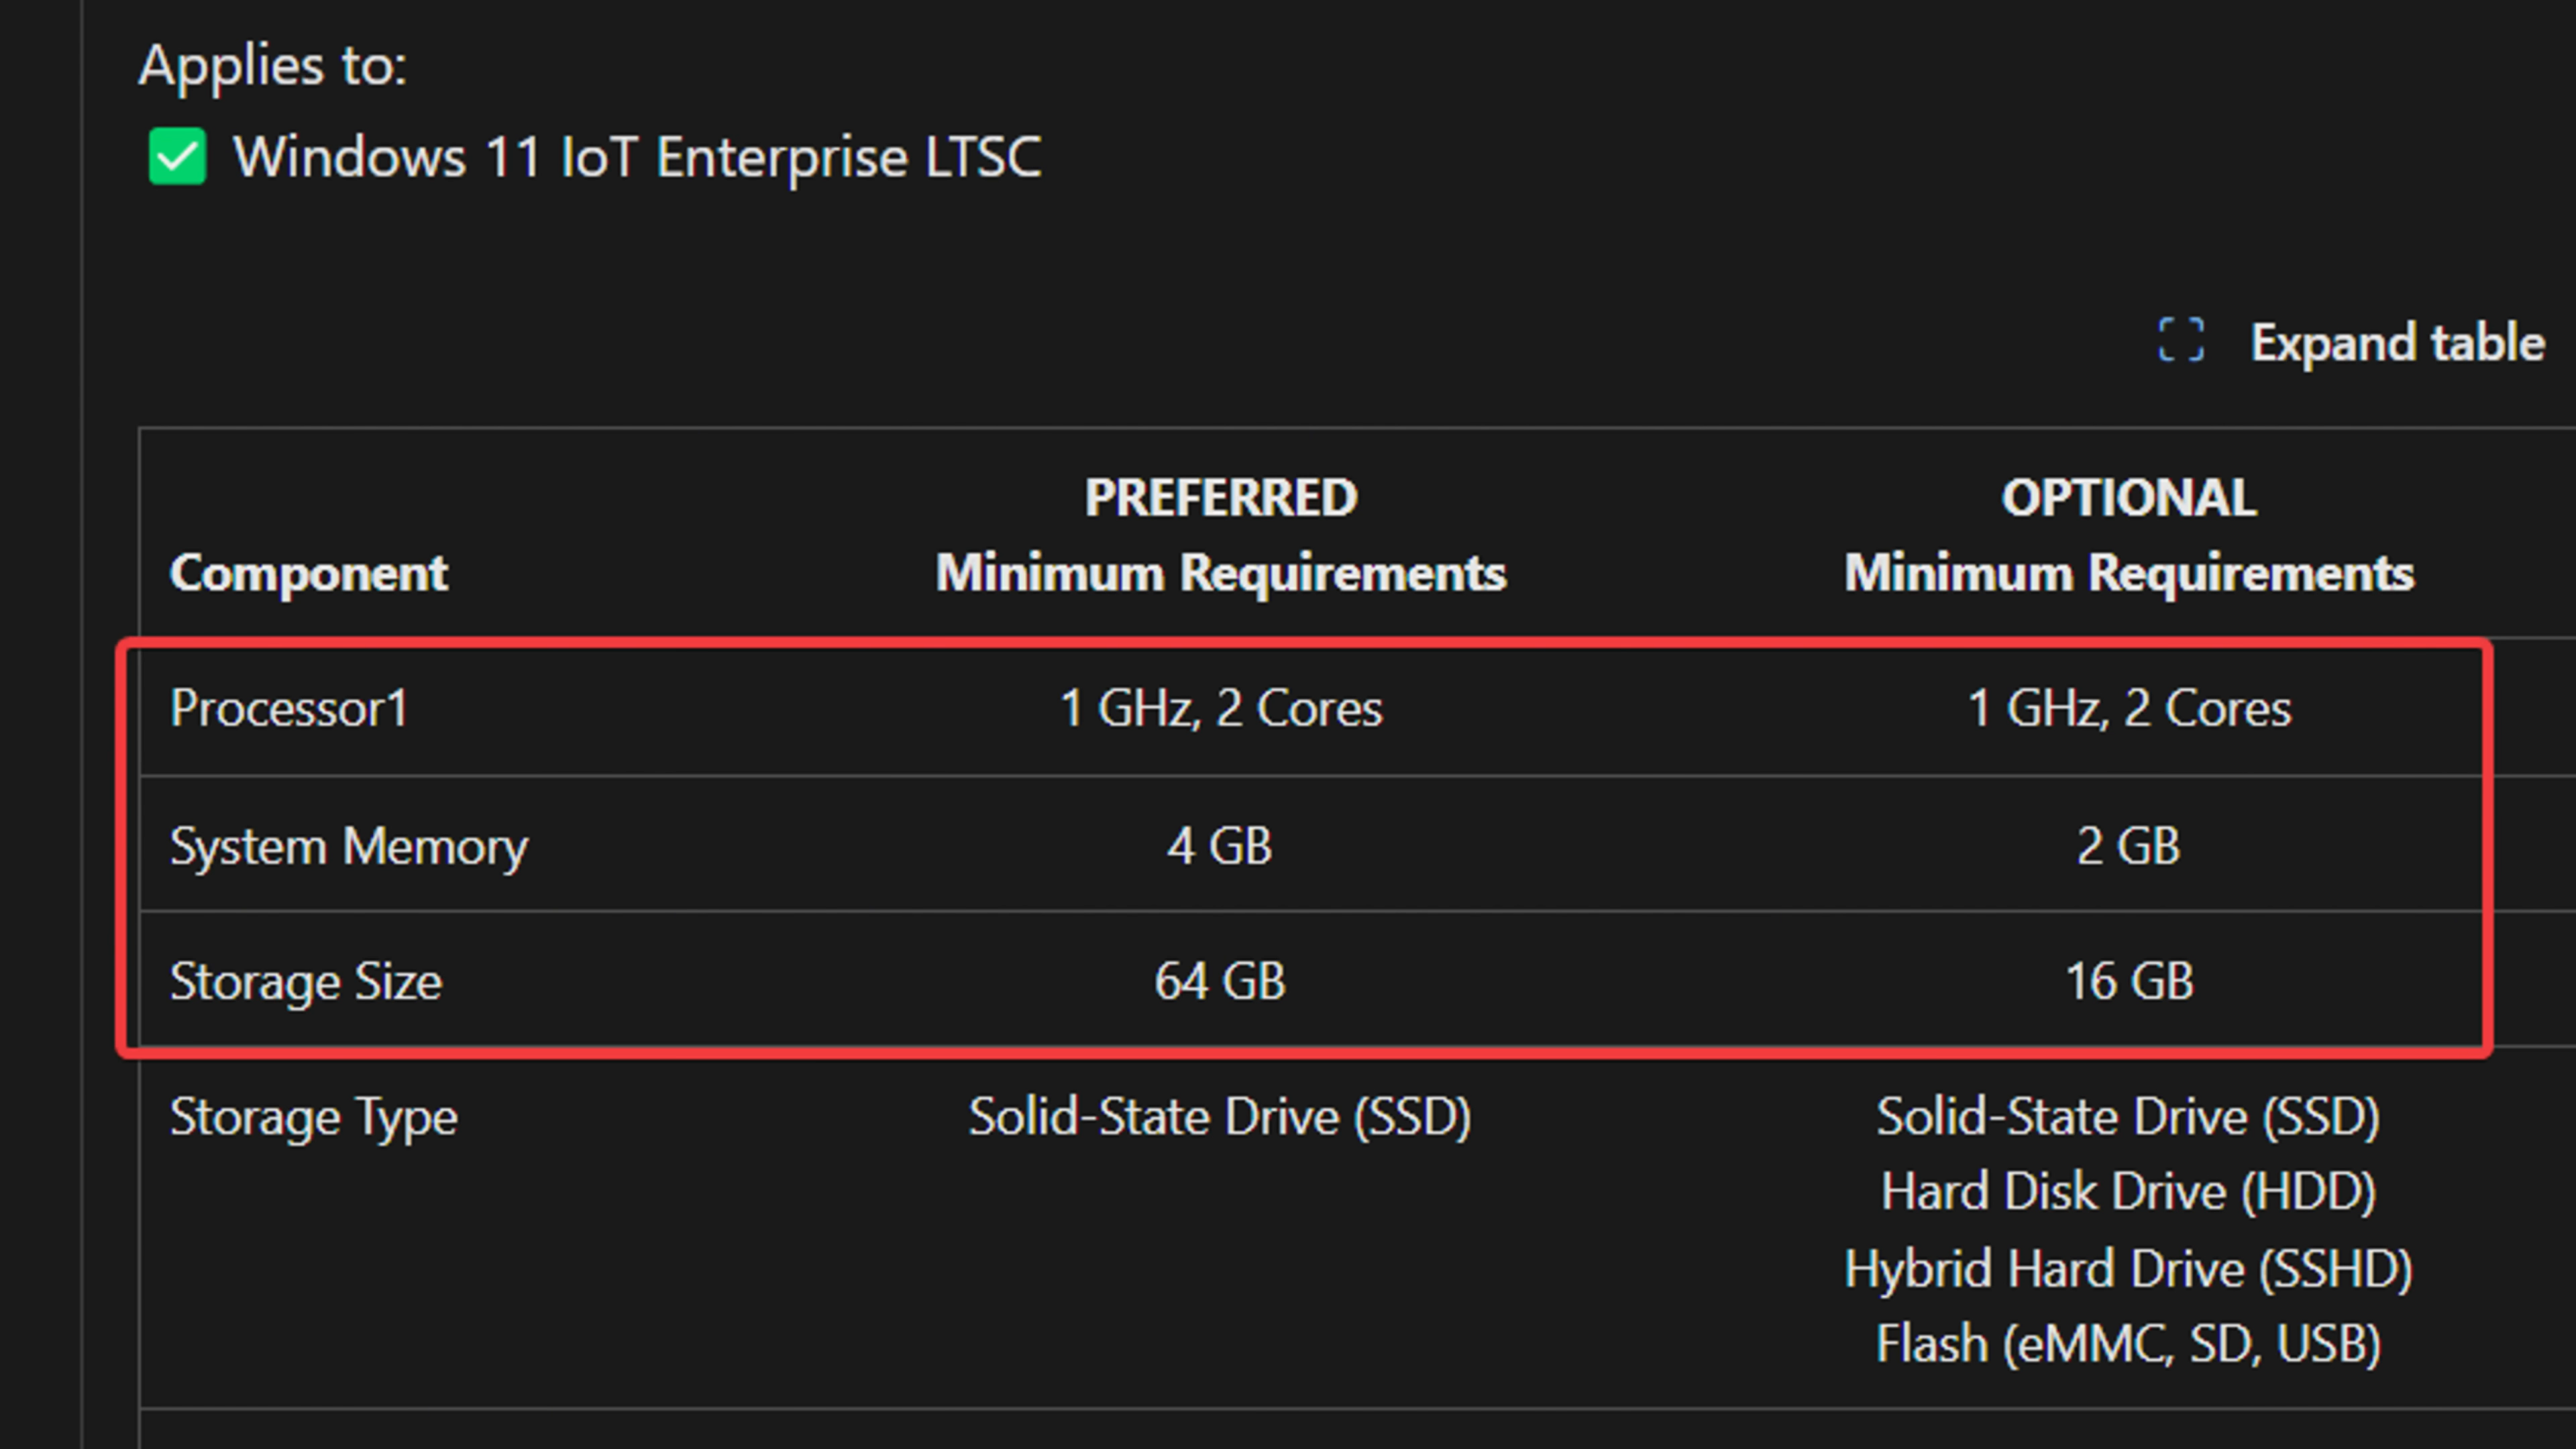 Applies to:
✅ Windows 11 IoT Enterprise LTSC
Expand table
Component PREFERRED Minimum Requirements OPTIONAL Minimum Requirements
Processor1 1 GHz, 2 Cores 1 GHz, 2 Cores
System Memory 4 GB 2 GB
Storage Size 64 GB 16 GB
Storage Type Solid-State Drive (SSD) Solid-State Drive (SSD)
Hard Disk Drive (HDD)
Hybrid Hard Drive (SSHD)
Flash (eMMC, SD, USB)